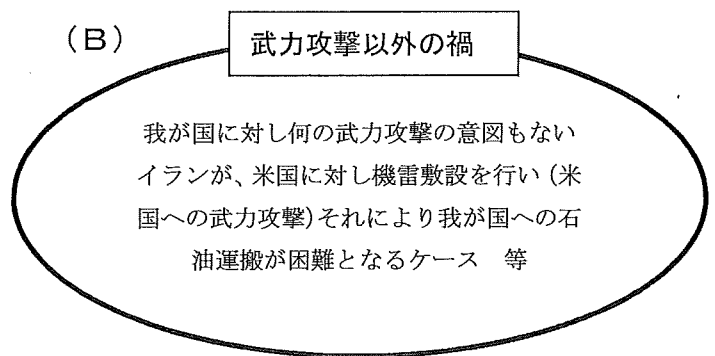 (B)
武力攻撃以外の禍
我が国に対し何の武力攻撃の意図もない
イランが、米国に対し機雷敷設を行い(米
国への武力攻撃)それにより我が国への石
油運搬が困難となるケース 等